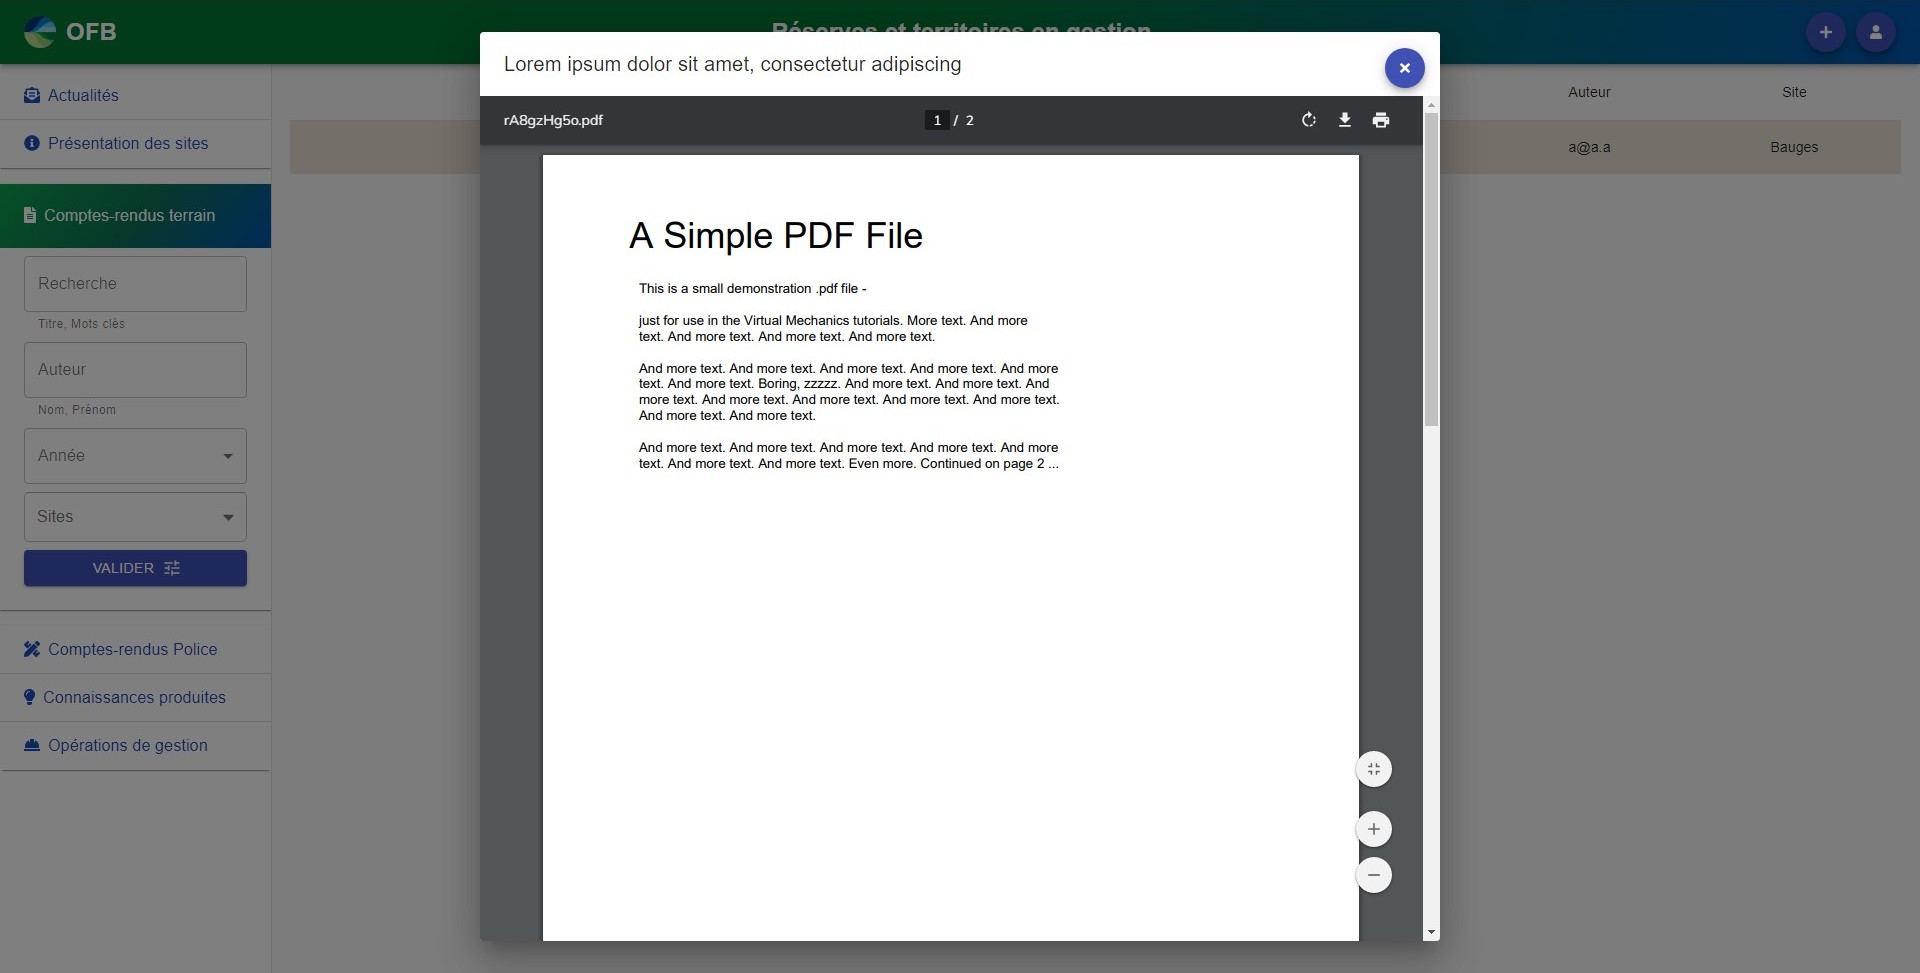 OFB
Réserves et territoires en gestion
Actualités
Présentation des sites
Comptes-rendus terrain
Recherche
Titre, Mots clès
Auteur
Nom, Prénom
Année
Sites
VALIDER
Comptes-rendus Police
Connaissances produites
Opérations de gestion
Lorem ipsum dolor sit amet, consectetur adipiscing
rA8gzHg5o.pdf
1 / 2
A Simple PDF File
This is a small demonstration .pdf file -
just for use in the Virtual Mechanics tutorials. More text. And more
text. And more text. And more text. And more text.
And more text. And more text. And more text. And more text. And more
text. And more text. Boring, zzzzz. And more text. And more text. And
more text. And more text. And more text. And more text. And more text.
And more text. And more text.
And more text. And more text. And more text. And more text. And more
text. And more text. And more text. Even more. Continued on page 2 ...
Auteur
Site
a@a.a
Bauges